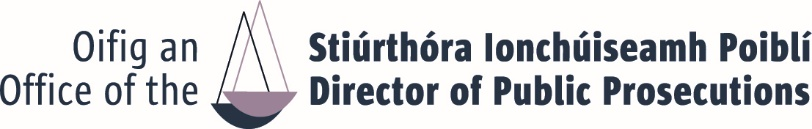 Oifig an Stiúrthóra Ionchúiseamh Poiblí
Office of the Director of Public Prosecutions